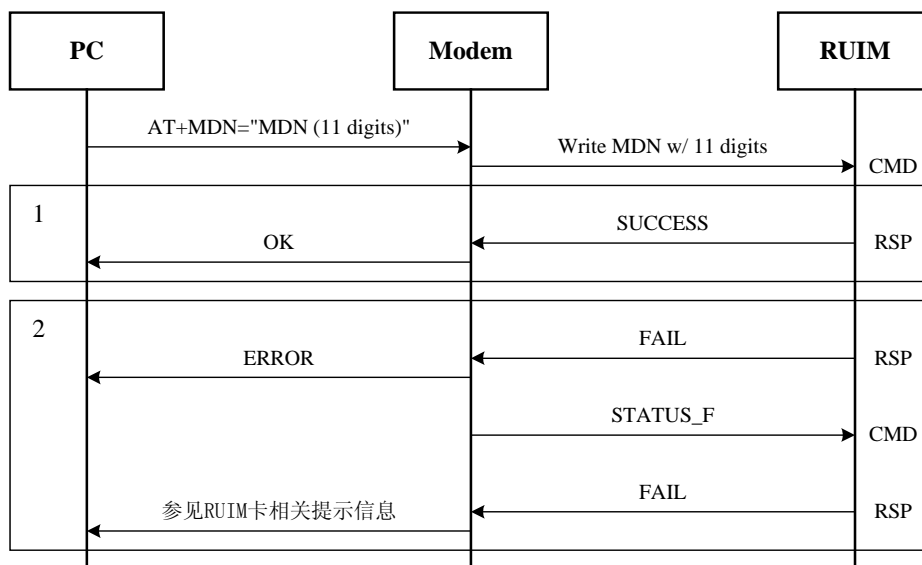 PC
Modem
RUIM
AT+MDN="MDN (11 digits)"
Write MDN w/ 11 digits
CMD
1
SUCCESS
OK
RSP
2
FAIL
ERROR
RSP
STATUS_F
CMD
FAIL
参见RUIM卡相关提示信息
RSP